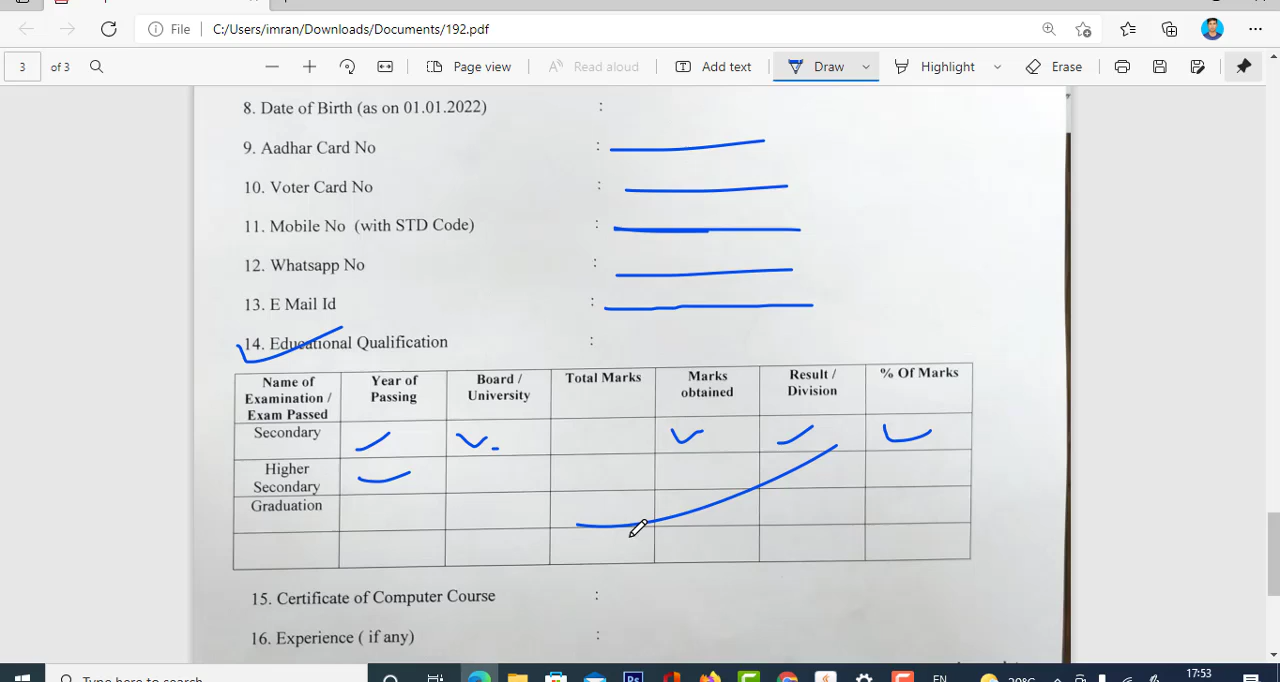 File C:/Users/imran/Downloads/Documents/192.pdf
3 of 3 Page view Read aloud Add text Draw Highlight Erase
8. Date of Birth (as on 01.01.2022) :
9. Aadhar Card No :
10. Voter Card No :
11. Mobile No (with STD Code) :
12. Whatsapp No :
13. E Mail Id :
14. Educational Qualification :
Name of Examination / Exam Passed Year of Passing Board / University Total Marks Marks obtained Result / Division % Of Marks
Secondary
Higher Secondary
Graduation
15. Certificate of Computer Course :
16. Experience ( if any) :
EN 17:53